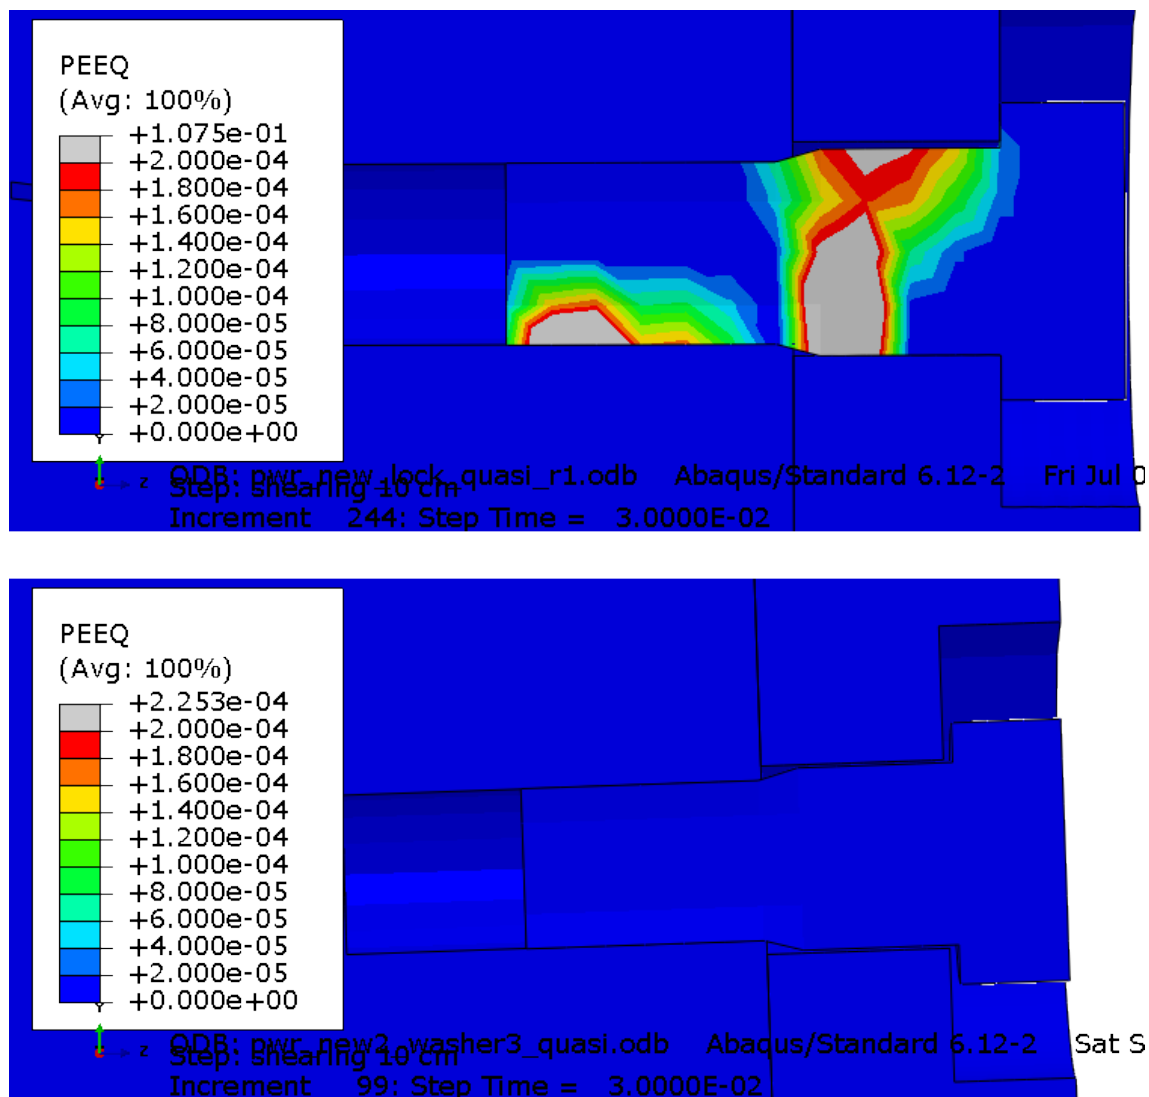 PEEQ
(Avg: 100%)
+1.075e-01
+2.000e-04
+1.800e-04
+1.600e-04
+1.400e-04
+1.200e-04
+1.000e-04
+8.000e-05
+6.000e-05
+4.000e-05
+2.000e-05
+0.000e+00
Y
Z
ODB: pwr_new_lock_quasi_r1.odb Abaqus/Standard 6.12-2 Fri Jul 0
Step: shearing 10 cm
Increment 244: Step Time = 3.0000E-02
PEEQ
(Avg: 100%)
+2.253e-04
+2.000e-04
+1.800e-04
+1.600e-04
+1.400e-04
+1.200e-04
+1.000e-04
+8.000e-05
+6.000e-05
+4.000e-05
+2.000e-05
+0.000e+00
Y
Z
ODB: pwr_new2_washer3_quasi.odb Abaqus/Standard 6.12-2 Sat S
Step: shearing 10 cm
Increment 99: Step Time = 3.0000E-02